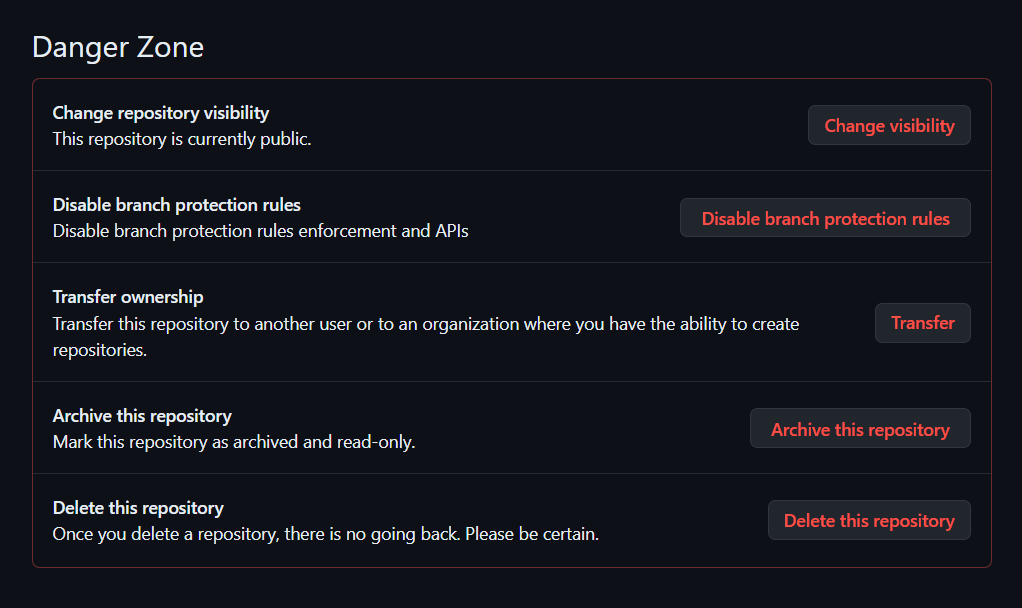 Danger Zone
Change repository visibility
This repository is currently public.
Change visibility
Disable branch protection rules
Disable branch protection rules enforcement and APIs
Disable branch protection rules
Transfer ownership
Transfer this repository to another user or to an organization where you have the ability to create
repositories.
Transfer
Archive this repository
Mark this repository as archived and read-only.
Archive this repository
Delete this repository
Once you delete a repository, there is no going back. Please be certain.
Delete this repository